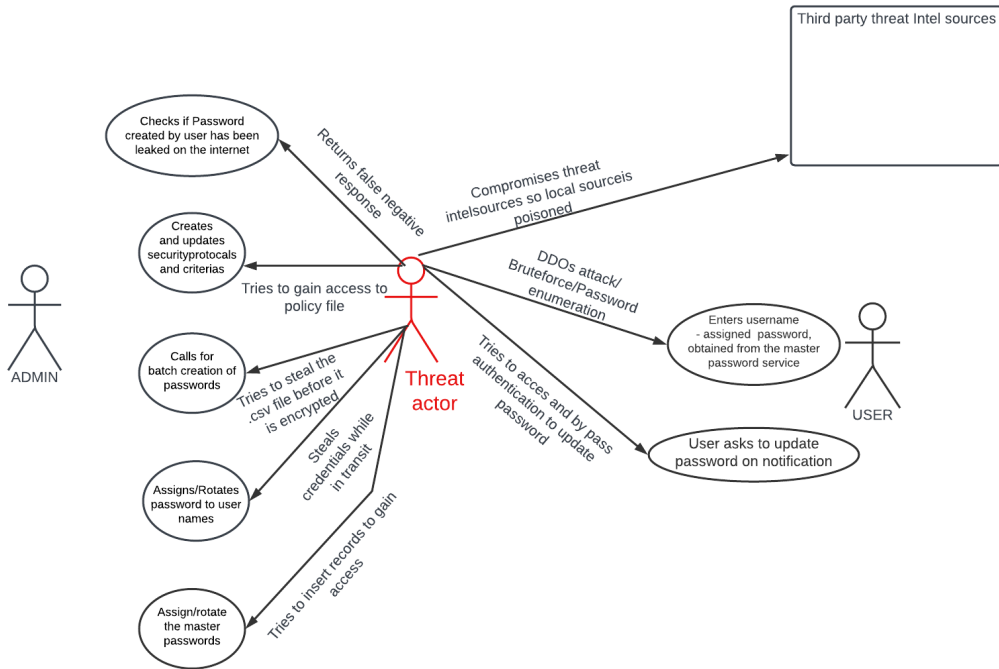 Third party threat Intel sources
Checks if Password
created by user has been
leaked on the internet
Returns false negative
response
Compromises threat
intelsources so local sourceis
poisoned
Creates
and updates
securityprotocals
and criterias
Tries to gain access to
policy file
DDOs attack/
Bruteforce/Password
enumeration
ADMIN
Calls for
batch creation of
passwords
Tries to steal the
.csv file before it
is encrypted
Threat
actor
Tries to acces and by pass
authentication to update
password
Enters username
- assigned password,
obtained from the master
password service
USER
User asks to update
password on notification
Steals
credentials while
in transit
Assigns/Rotates
password to user
names
Tries to insert records to gain
access
Assign/rotate
the master
passwords